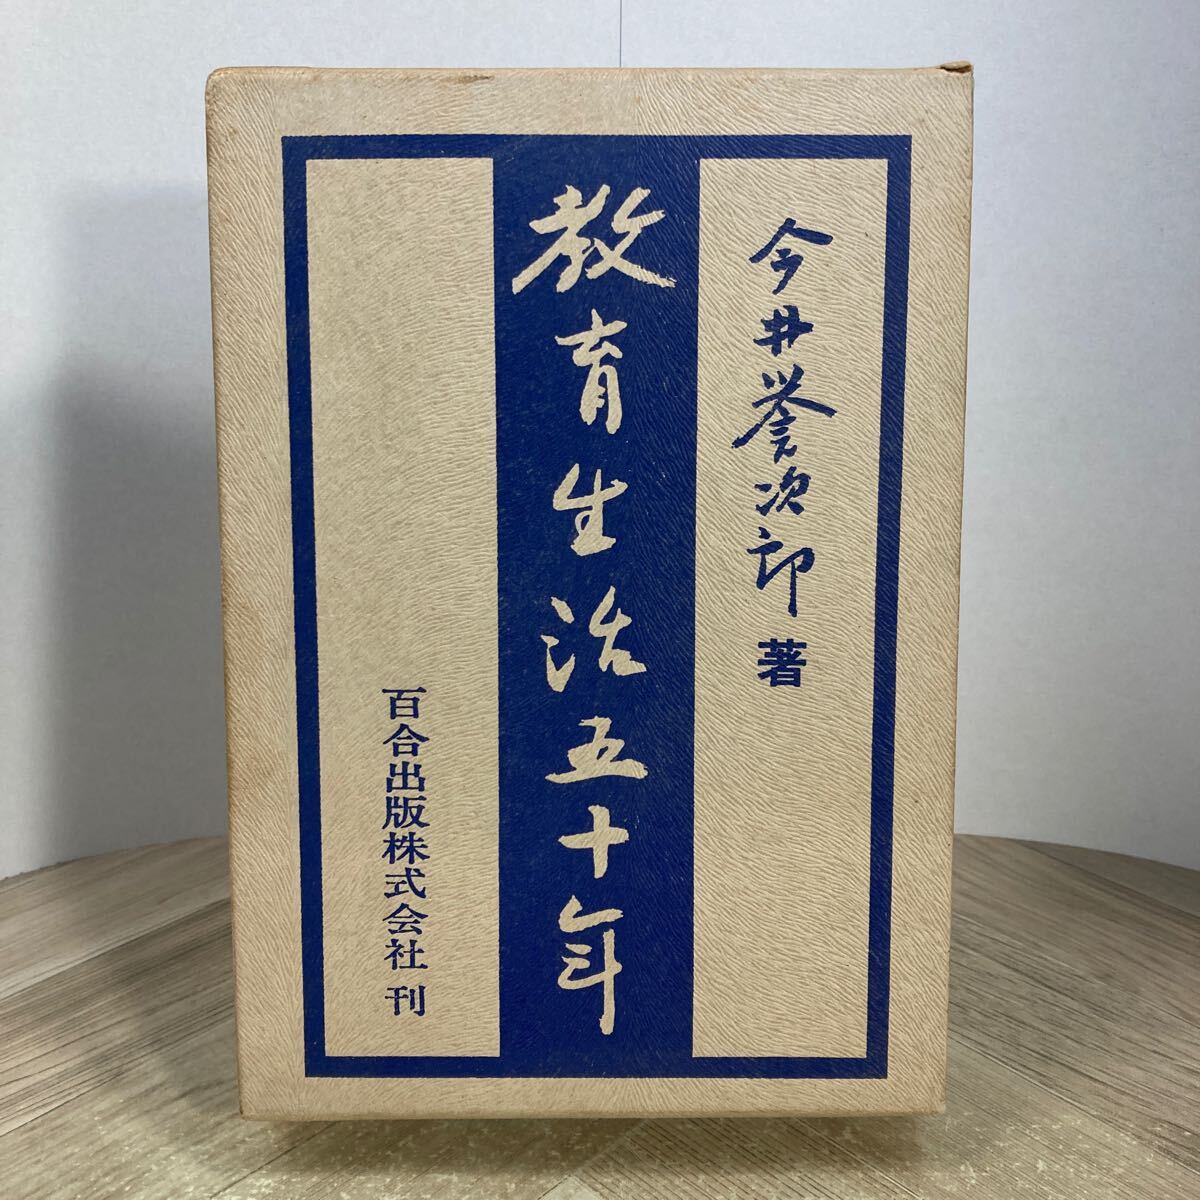 今井誉次郎 著
教育生活五十年
百合出版株式会社 刊